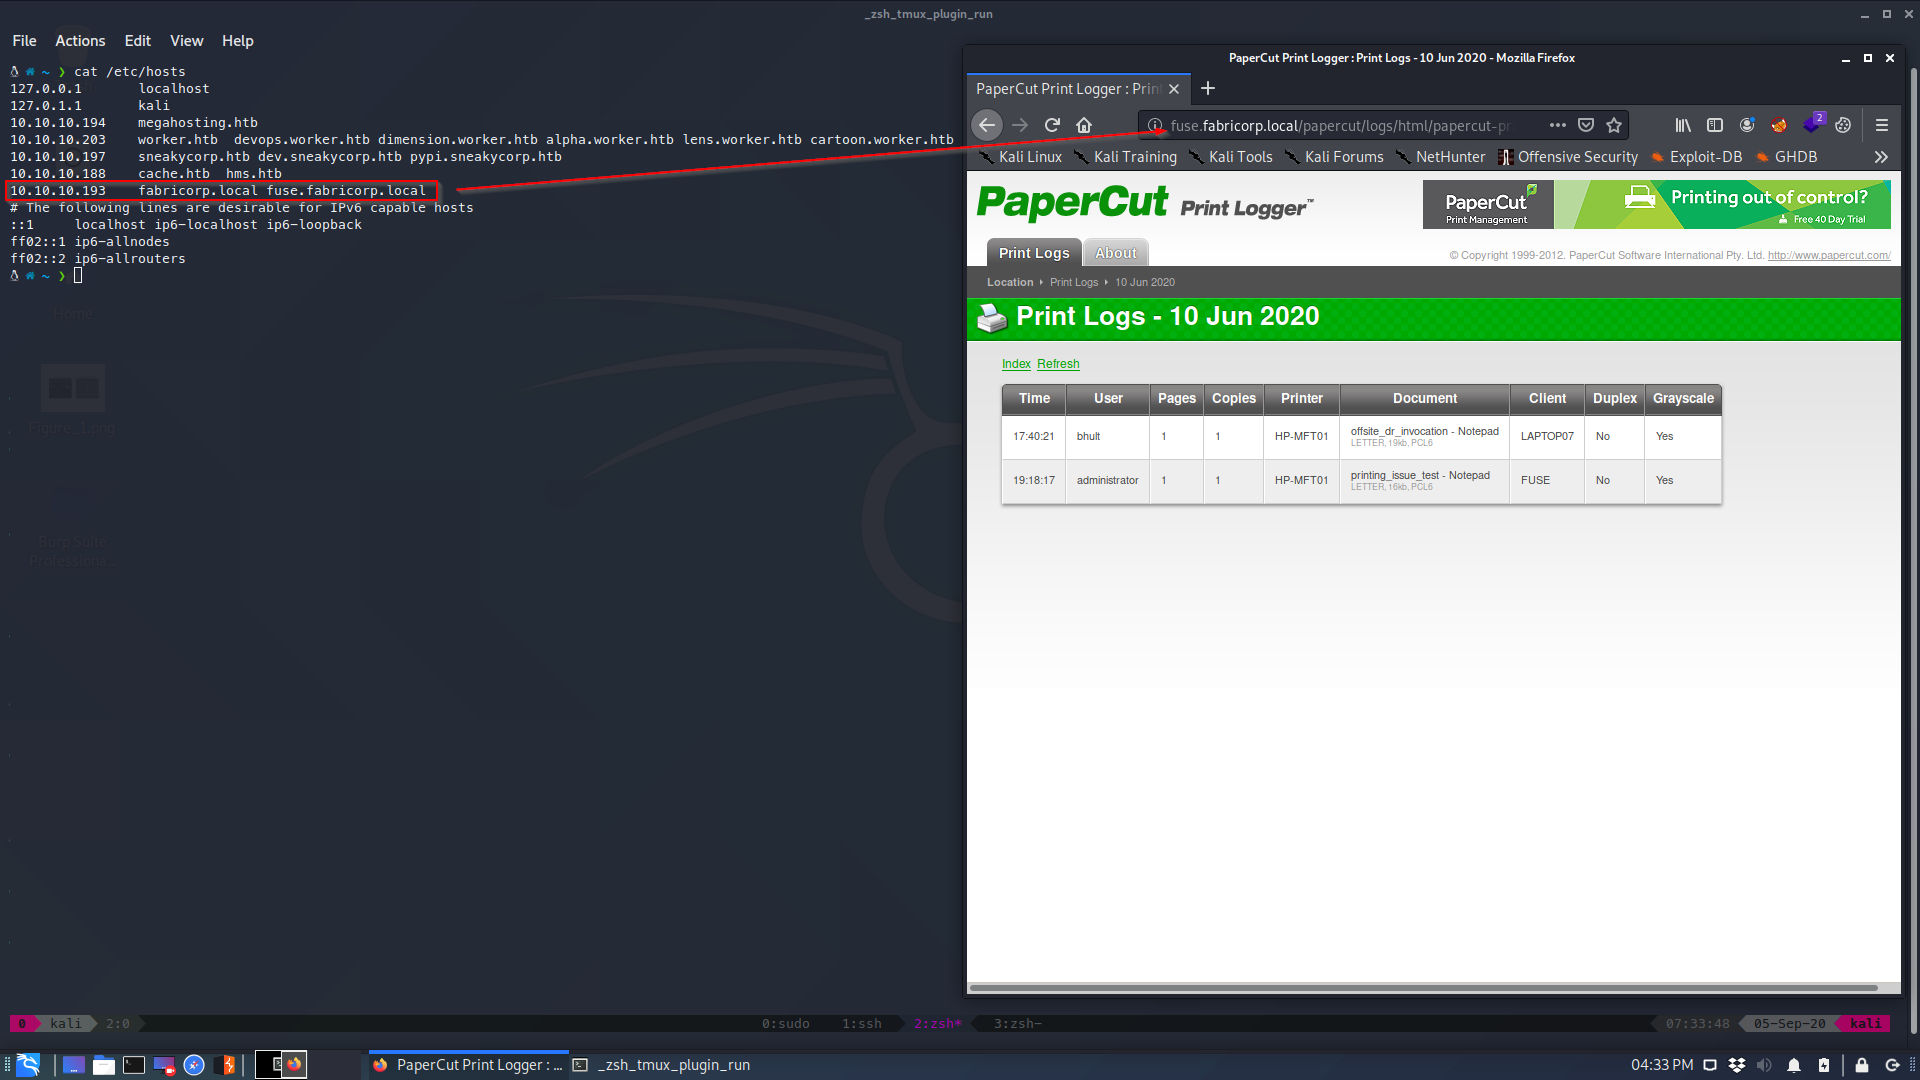 _zsh_tmux_plugin_run
File Actions Edit View Help
~ ❯ cat /etc/hosts
127.0.0.1 localhost
127.0.1.1 kali
10.10.10.194 megahosting.htb
10.10.10.203 worker.htb devops.worker.htb dimension.worker.htb alpha.worker.htb lens.worker.htb cartoon.worker.htb
10.10.10.197 sneakycorp.htb dev.sneakycorp.htb pypi.sneakycorp.htb
10.10.10.188 cache.htb hms.htb
10.10.10.193 fabricorp.local fuse.fabricorp.local
# The following lines are desirable for IPv6 capable hosts
::1 localhost ip6-localhost ip6-loopback
ff02::1 ip6-allnodes
ff02::2 ip6-allrouters
~ ❯
Home
Figure_1.png
Burp Suite
Professiona...
PaperCut Print Logger : Print Logs - 10 Jun 2020 - Mozilla Firefox
PaperCut Print Logger : Prin
fuse.fabricorp.local/papercut/logs/html/papercut-pr
2
Kali Linux Kali Training Kali Tools Kali Forums NetHunter Offensive Security Exploit-DB GHDB
PaperCut Print Logger™
PaperCut
Print Management
Printing out of control?
Free 40 Day Trial
Print Logs About
© Copyright 1999-2012. PaperCut Software International Pty. Ltd. http://www.papercut.com/
Location Print Logs 10 Jun 2020
Print Logs - 10 Jun 2020
Index Refresh
Time User Pages Copies Printer Document Client Duplex Grayscale
17:40:21 bhult 1 1 HP-MFT01 offsite_dr_invocation - Notepad LAPTOP07 No Yes
LETTER, 19kb, PCL6
19:18:17 administrator 1 1 HP-MFT01 printing_issue_test - Notepad FUSE No Yes
LETTER, 16kb, PCL6
0 kali 2:0 0:sudo 1:ssh 2:zsh* 3:zsh- 07:33:48 05-Sep-20 kali
PaperCut Print Logger : ... _zsh_tmux_plugin_run 04:33 PM